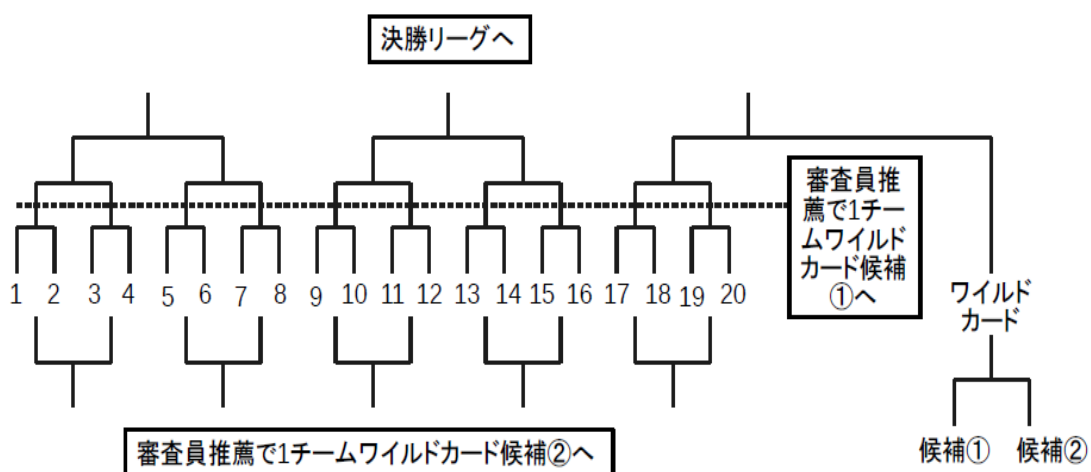 決勝リーグへ
審査員推
薦で1チー
ムワイルド
カード候補
①へ
1 2 3 4 5 6 7 8 9 10 11 12 13 14 15 16 17 18 19 20
ワイルド
カード
審査員推薦で1チームワイルドカード候補②へ
候補① 候補②